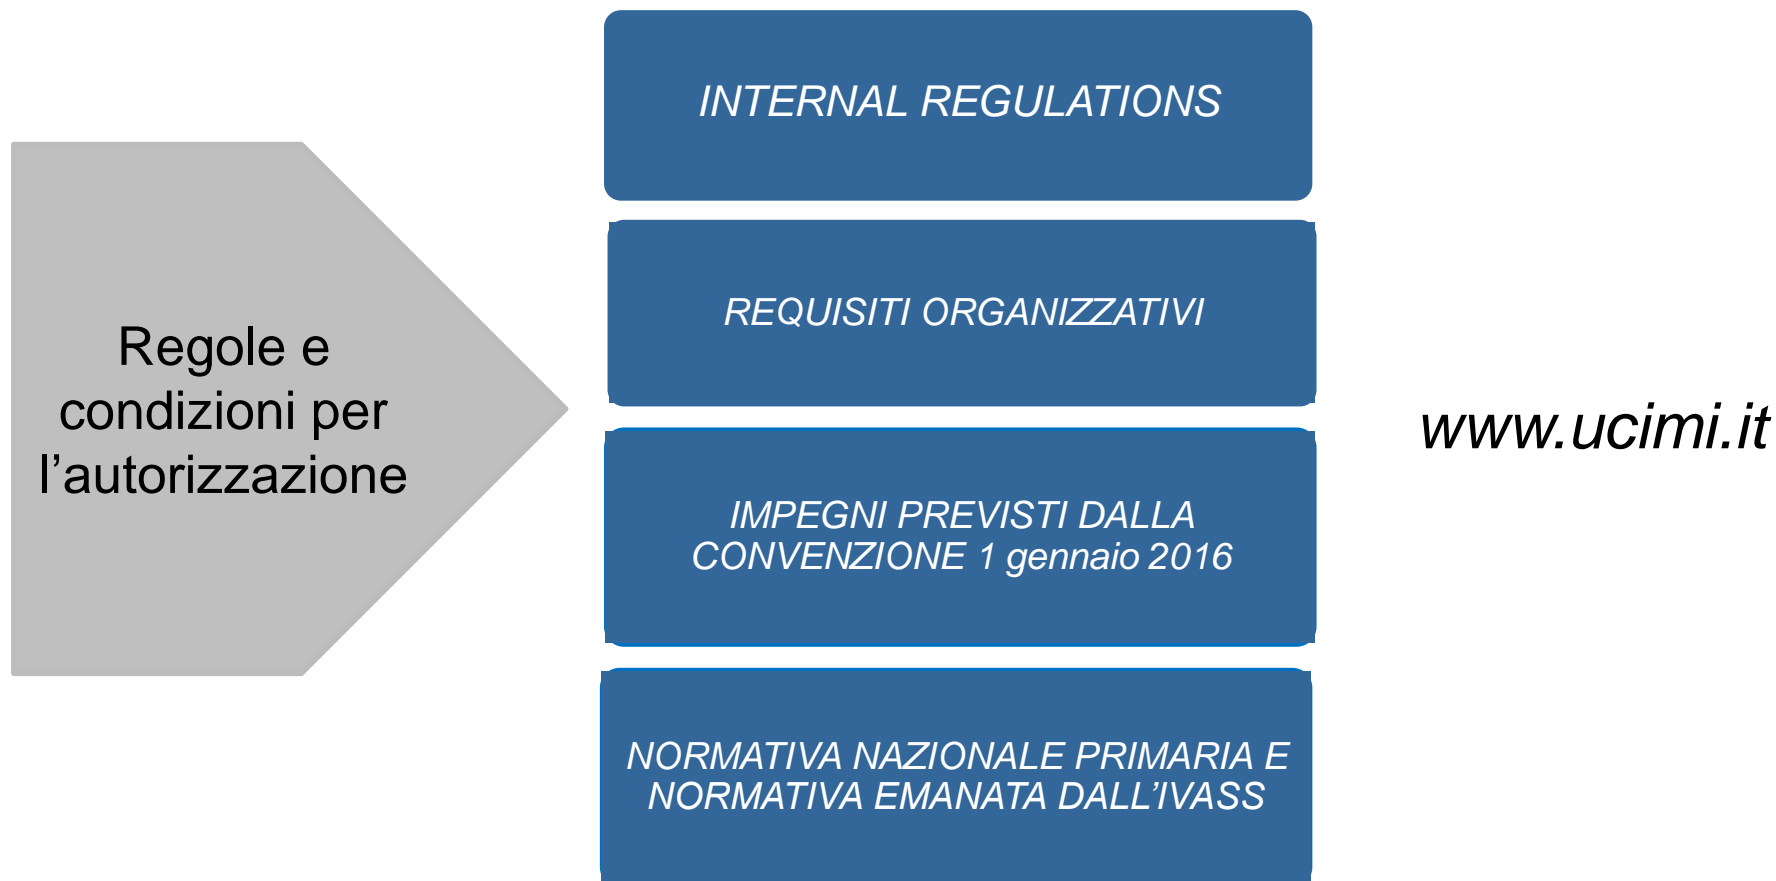 Regole e
condizioni per
l’autorizzazione
INTERNAL REGULATIONS
REQUISITI ORGANIZZATIVI
IMPEGNI PREVISTI DALLA
CONVENZIONE 1 gennaio 2016
NORMATIVA NAZIONALE PRIMARIA E
NORMATIVA EMANATA DALL’IVASS
www.ucimi.it